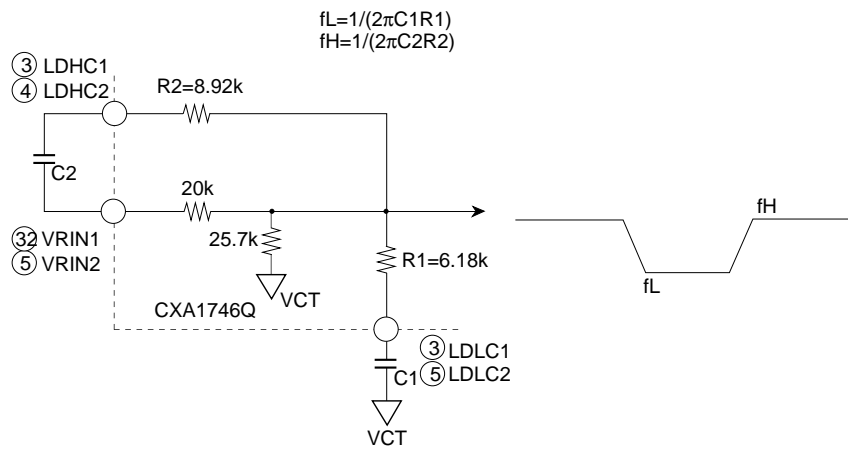 fL=1/(2πC1R1)
fH=1/(2πC2R2)
③ LDHC1
④ LDHC2
R2=8.92k
C2
20k
fH
㉜ VRIN1
⑤ VRIN2
25.7k
R1=6.18k
fL
VCT
CXA1746Q
③ LDLC1
C1 ⑤ LDLC2
VCT